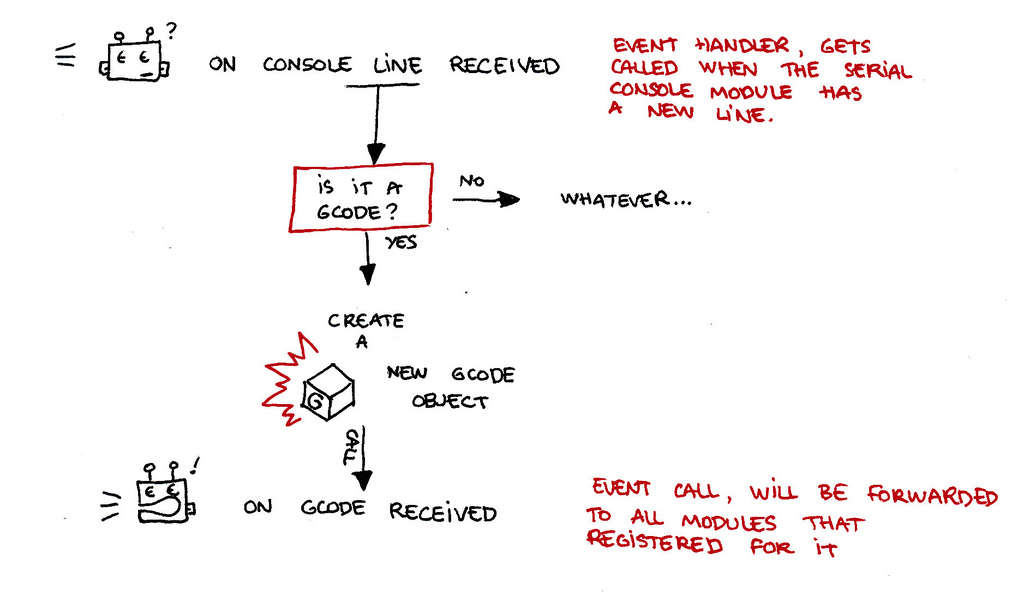 ?
ON CONSOLE LINE RECEIVED
EVENT HANDLER, GETS
CALLED WHEN THE SERIAL
CONSOLE MODULE HAS
A NEW LINE.
IS IT A
GCODE?
NO
WHATEVER...
YES
CREATE
A
NEW GCODE
OBJECT
G
CALL
!
ON GCODE RECEIVED
EVENT CALL, WILL BE FORWARDED
TO ALL MODULES THAT
REGISTERED FOR IT